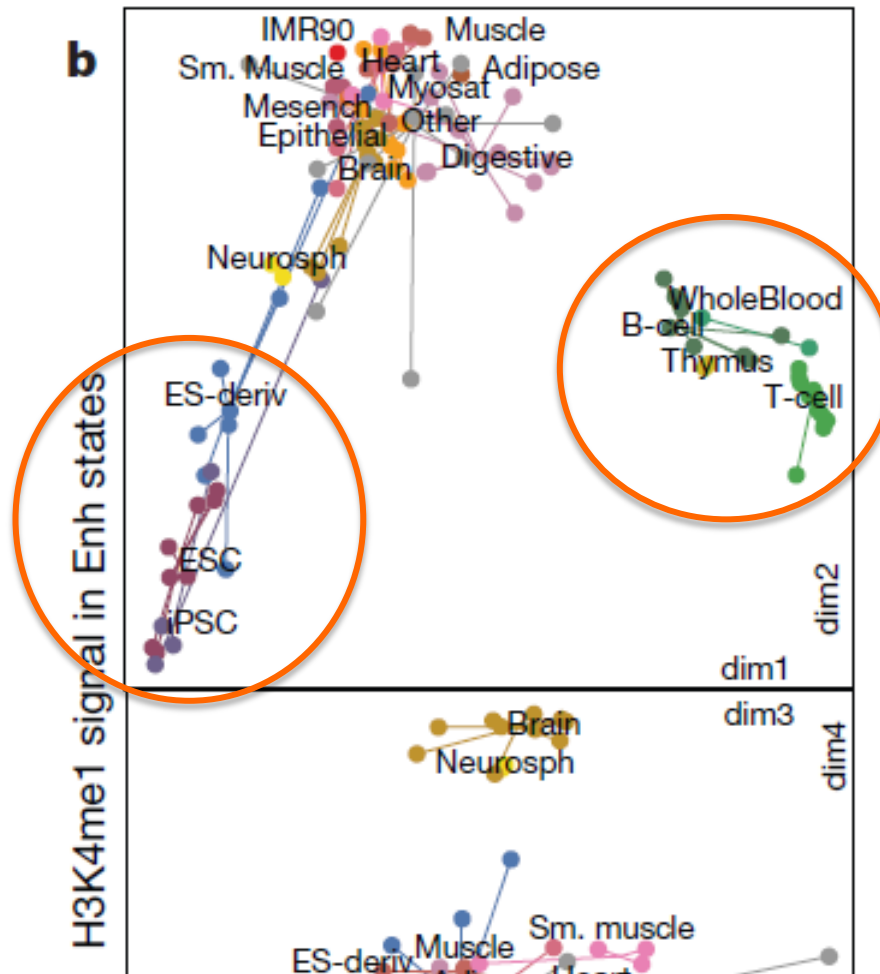 b
H3K4me1 signal in Enh states
IMR90
Muscle
Heart
Sm. Muscle
Adipose
Myosat
Mesench
Other
Epithelial
Digestive
Brain
Neurosph
WholeBlood
B-cell
Thymus
ES-deriv
T-cell
ESC
iPSC
dim2
dim1
dim3
Brain
dim4
Neurosph
Sm. muscle
Muscle
ES-deriv